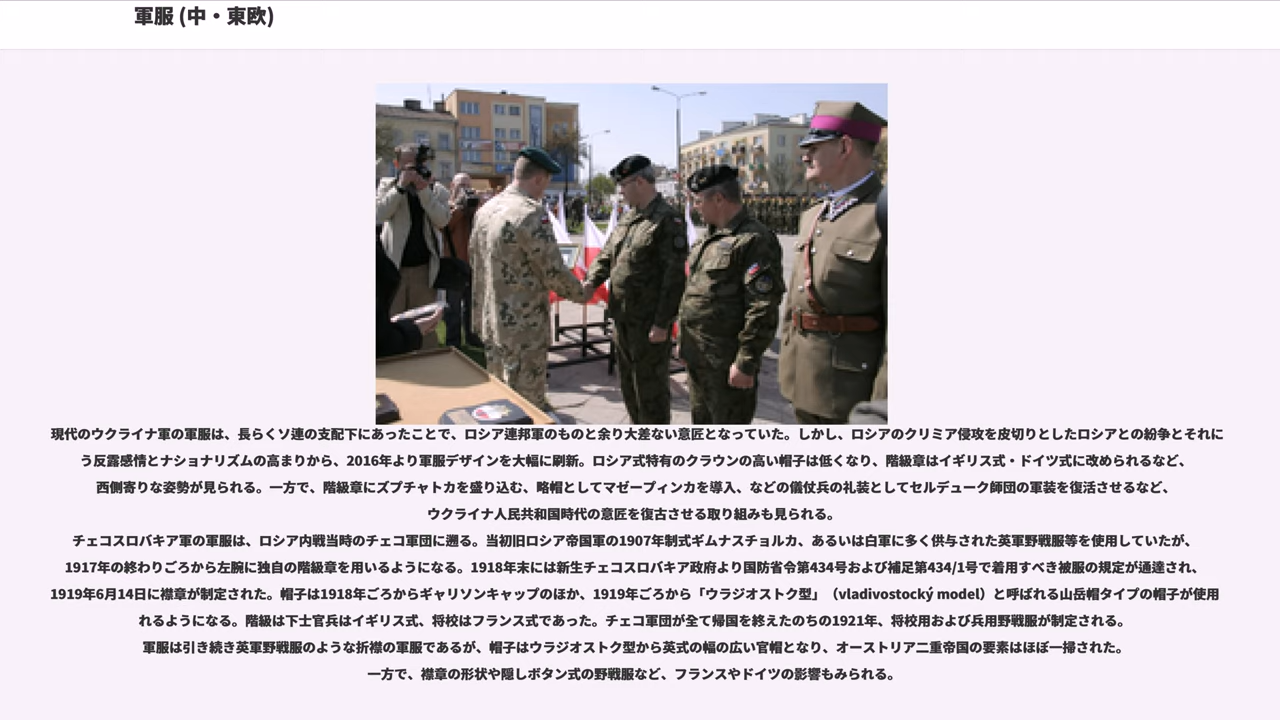 軍服 (中・東欧)
現代のウクライナ軍の軍服は、長らくソ連の支配下にあったことで、ロシア連邦軍のものと余り大差ない意匠となっていた。しかし、ロシアのクリミア侵攻を皮切りとしたロシアとの紛争とそれに
う反露感情とナショナリズムの高まりから、2016年より軍服デザインを大幅に刷新。ロシア式特有のクラウンの高い帽子は低くなり、階級章はイギリス式・ドイツ式に改められるなど、
西側寄りな姿勢が見られる。一方で、階級章にズプチャトカを盛り込む、略帽としてマゼープィンカを導入、などの儀仗兵の礼装としてセルデューク師団の軍装を復活させるなど、
ウクライナ人民共和国時代の意匠を復古させる取り組みも見られる。
チェコスロバキア軍の軍服は、ロシア内戦当時のチェコ軍団に遡る。当初旧ロシア帝国軍の1907年制式ギムナスチョルカ、あるいは白軍に多く供与された英軍野戦服等を使用していたが、
1917年の終わりごろから左腕に独自の階級章を用いるようになる。1918年末には新生チェコスロバキア政府より国防省令第434号および補足第434/1号で着用すべき被服の規定が通達され、
1919年6月14日に襟章が制定された。帽子は1918年ごろからギャリソンキャップのほか、1919年ごろから「ウラジオストク型」（vladivostocký model）と呼ばれる山岳帽タイプの帽子が使用
れるようになる。階級は下士官兵はイギリス式、将校はフランス式であった。チェコ軍団が全て帰国を終えたのちの1921年、将校用および兵用野戦服が制定される。
軍服は引き続き英軍野戦服のような折襟の軍服であるが、帽子はウラジオストク型から英式の幅の広い官帽となり、オーストリア二重帝国の要素はほぼ一掃された。
一方で、襟章の形状や隠しボタン式の野戦服など、フランスやドイツの影響もみられる。